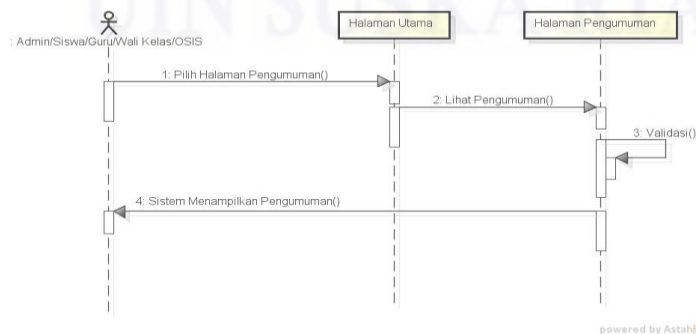 Halaman Utama
Halaman Pengumuman
: Admin/Siswa/Guru/Wali Kelas/OSIS
1: Pilih Halaman Pengumuman()
2: Lihat Pengumuman()
3: Validasi()
4: Sistem Menampilkan Pengumuman()
powered by Astah